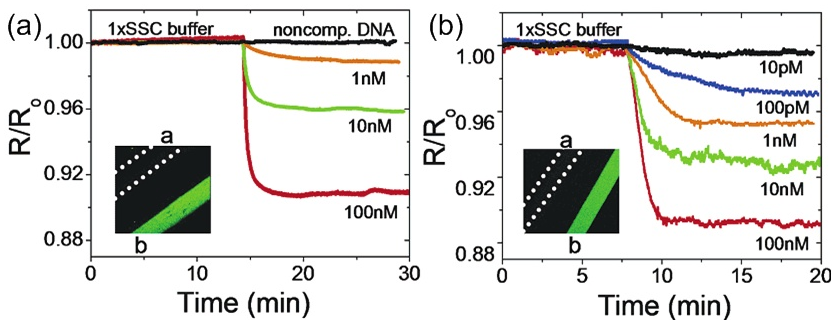 (a)
1xSSC buffer
noncomp. DNA
1.00
0.96
0.92
0.88
R/Ro
1nM
10nM
100nM
a
b
0
10
20
30
Time (min)
(b)
1xSSC buffer
1.00
0.96
0.92
0.88
R/Ro
10pM
100pM
1nM
10nM
100nM
a
b
0
5
10
15
20
Time (min)